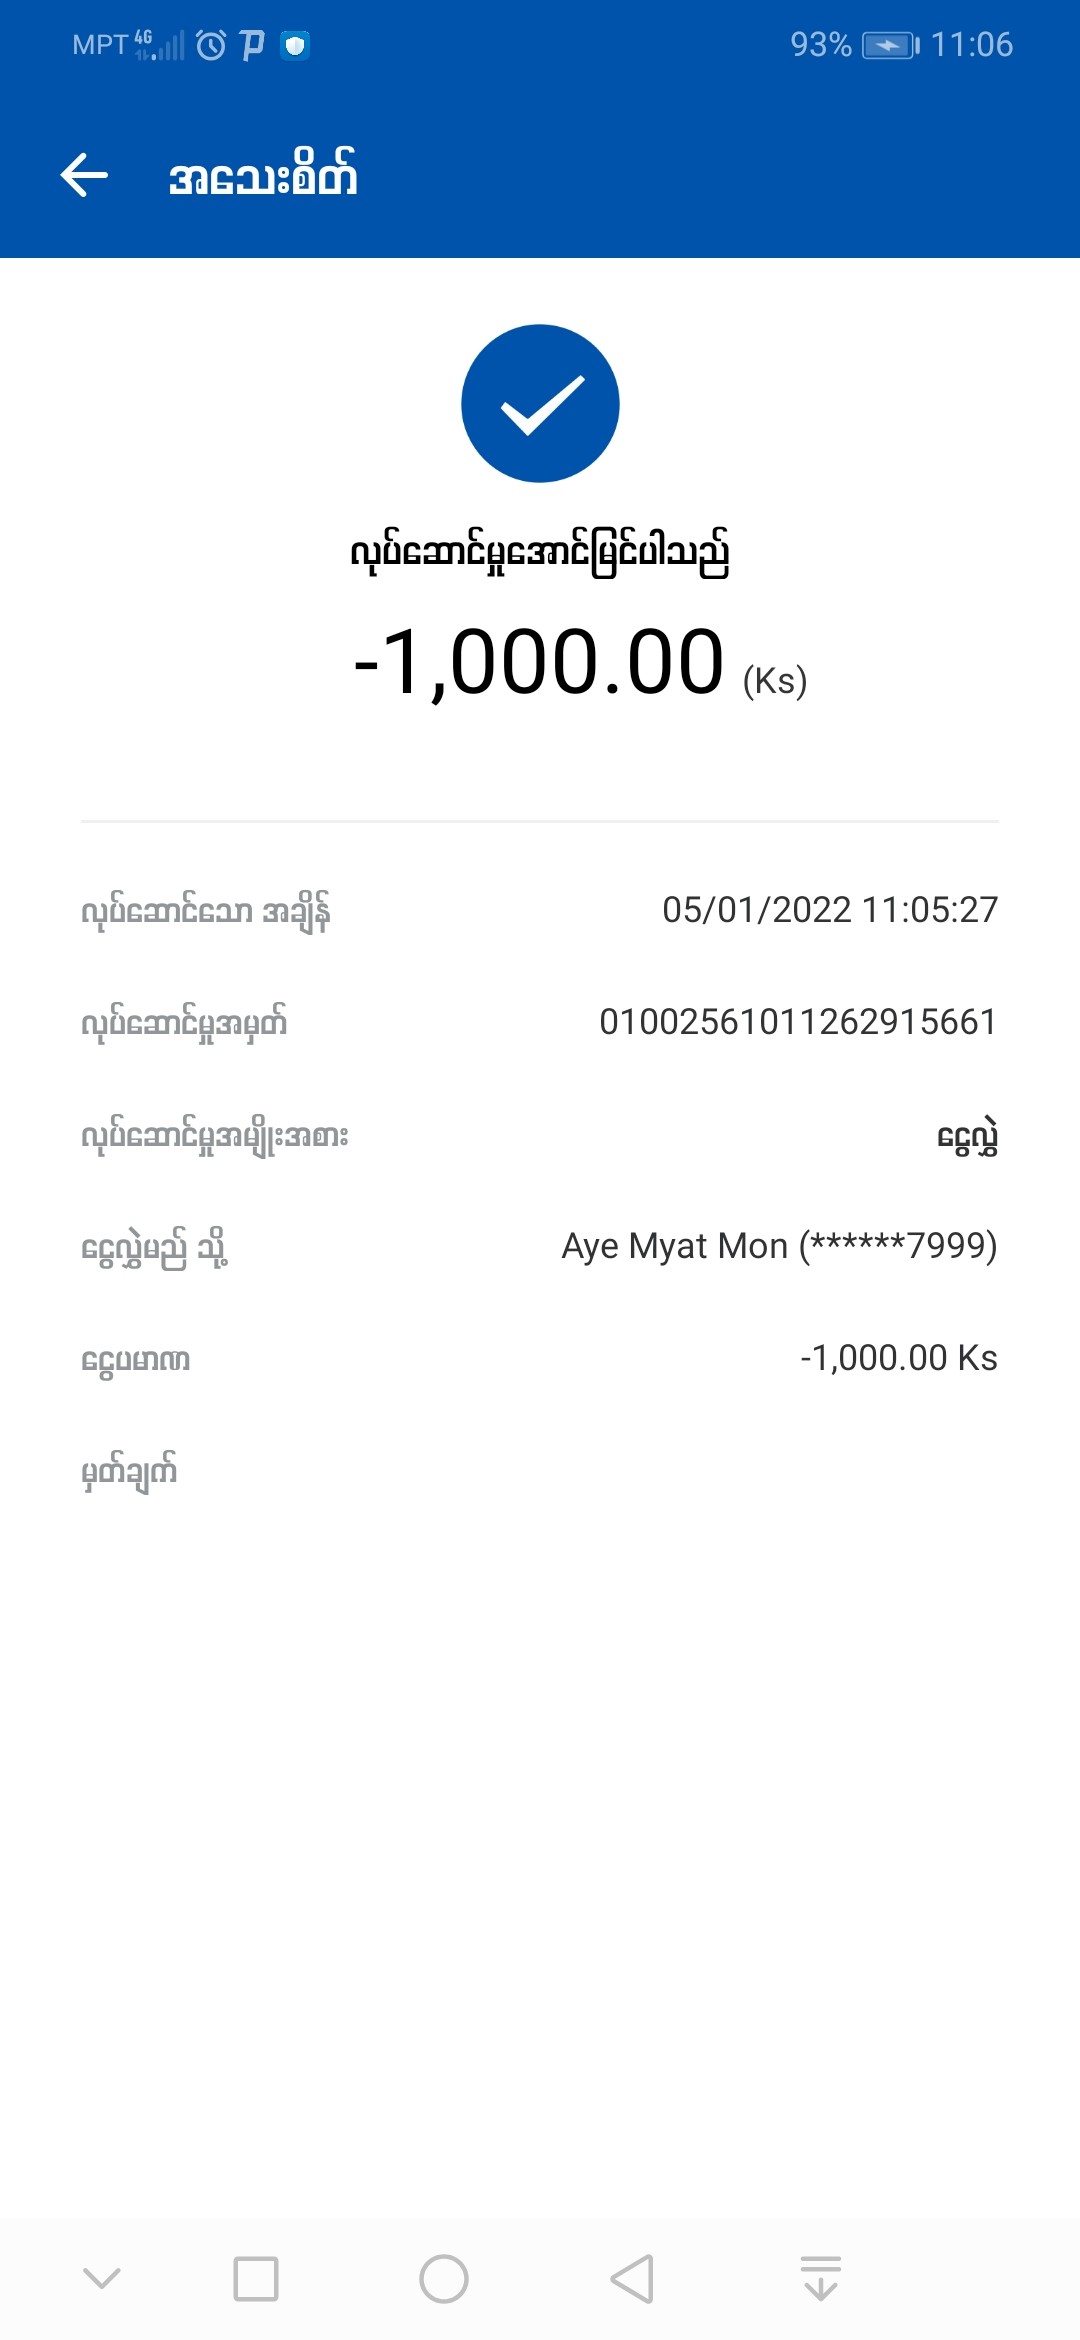 MPT 4G 93% 11:06
အသေးစိတ်
လုပ်ဆောင်မှုအောင်မြင်ပါသည်
-1,000.00 (Ks)
လုပ်ဆောင်သော အချိန် 05/01/2022 11:05:27
လုပ်ဆောင်မှုအမှတ် 01002561011262915661
လုပ်ဆောင်မှုအမျိုးအစား ငွေလွှဲ
ငွေလွှဲမည် သို့ Aye Myat Mon (******7999)
ငွေပမာဏ -1,000.00 Ks
မှတ်ချက်